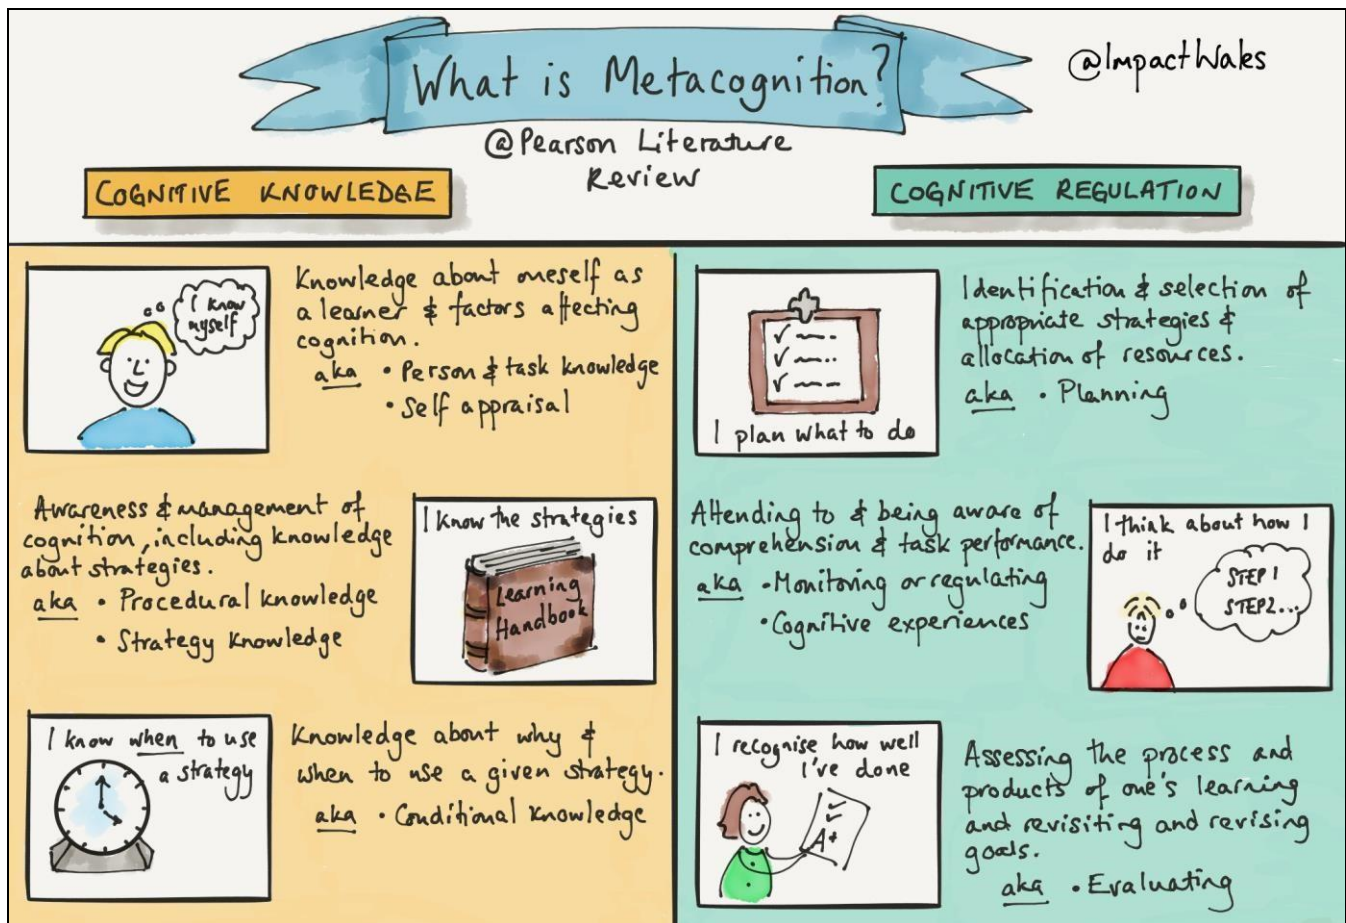 What is Metacognition?
@ImpactWales
@Pearson Literature
Review
COGNITIVE KNOWLEDGE
COGNITIVE REGULATION
I know
myself
Knowledge about oneself as
a learner & factors affecting
cognition.
aka • Person & task knowledge
• Self appraisal
Awareness & management of
cognition, including knowledge
about strategies.
aka • Procedural knowledge
• Strategy knowledge
I know the strategies
Learning
Handbook
I know when to use
a strategy
Knowledge about why &
when to use a given strategy.
aka • Conditional knowledge
I plan what to do
Identification & selection of
appropriate strategies &
allocation of resources.
aka • Planning
Attending to & being aware of
comprehension & task performance.
aka • Monitoring or regulating
• Cognitive experiences
I think about how I
do it
STEP 1
STEP 2...
I recognise how well
I've done
A+
Assessing the process and
products of one's learning
and revisiting and revising
goals.
aka • Evaluating